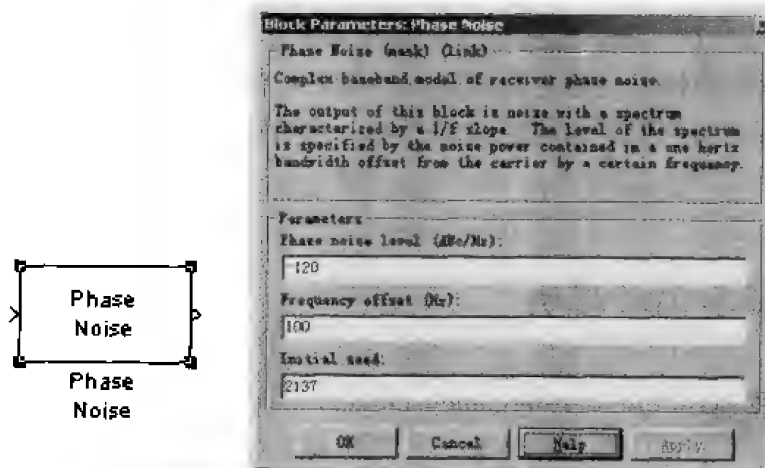 Block Parameters: Phase Noise
Phase Noise (mask) (link)
Complex baseband model of receiver phase noise.
The output of this block is noise with a spectrum
characterized by a 1/f slope. The level of the spectrum
is specified by the noise power contained in a one hertz
bandwidth offset from the carrier by a certain frequency.
Parameters
Phase noise level (dBc/Hz):
-120
Frequency offset (Hz):
100
Initial seed:
2137
OK
Cancel
Help
Apply
Phase
Noise
Phase
Noise